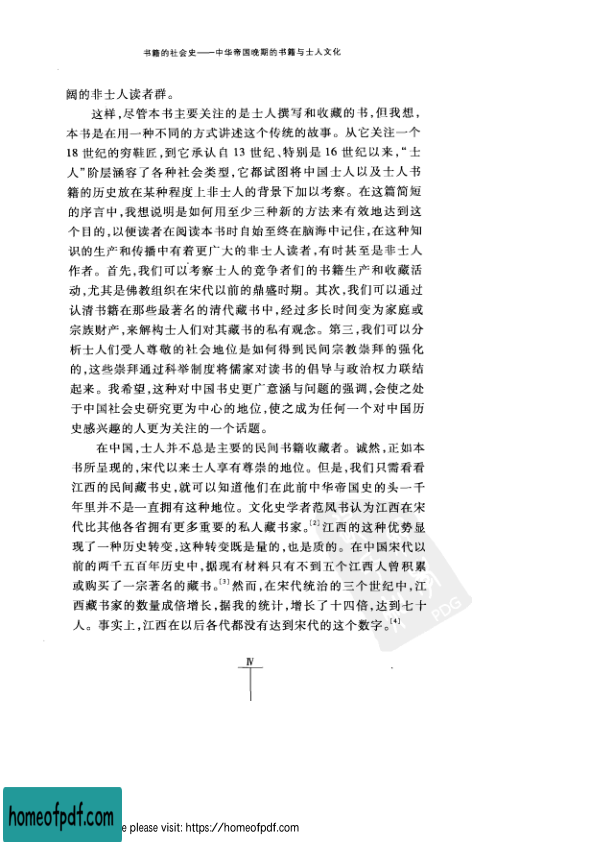 书籍的社会史——中华帝国晚期的书籍与士人文化
阔的非士人读者群。
这样,尽管本书主要关注的是士人撰写和收藏的书,但我想,
本书是在用一种不同的方式讲述这个传统的故事。从它关注一个
18 世纪的穷鞋匠,到它承认自 13 世纪、特别是 16 世纪以来,“士
人”阶层涵容了各种社会类型,它都试图将中国士人以及士人书
籍的历史放在某种程度上非士人的背景下加以考察。在这篇简短
的序言中,我想说明是如何用至少三种新的方法来有效地达到这
个目的,以便读者在阅读本书时自始至终在脑海中记住,在这种知
识的生产和传播中有着更广大的非士人读者,有时甚至是非士人
作者。首先,我们可以考察士人的竞争者们的书籍生产和收藏活
动,尤其是佛教组织在宋代以前的鼎盛时期。其次,我们可以通过
认清书籍在那些最著名的清代藏书中,经过多长时间变为家庭或
宗族财产,来解构士人们对其藏书的私有观念。第三,我们可以分
析士人们受人尊敬的社会地位是如何得到民间宗教崇拜的强化
的,这些崇拜通过科举制度将儒家对读书的倡导与政治权力联结
起来。我希望,这种对中国书史更广意涵与问题的强调,会使之处
于中国社会史研究更为中心的地位,使之成为任何一个对中国历
史感兴趣的人更为关注的一个话题。
在中国,士人并不总是主要的民间书籍收藏者。诚然,正如本
书所呈现的,宋代以来士人享有尊崇的地位。但是,我们只需看看
江西的民间藏书史,就可以知道他们在此前中华帝国史的头一千
年里并不是一直拥有这种地位。文化史学者范凤书认为江西在宋
代比其他各省拥有更多重要的私人藏书家。[2]江西的这种优势显
现了一种历史转变,这种转变既是量的,也是质的。在中国宋代以
前的两千五百年历史中,据现有材料只有不到五个江西人曾积累
或购买了一宗著名的藏书。[3]然而,在宋代统治的三个世纪中,江
西藏书家的数量成倍增长,据我的统计,增长了十四倍,达到七十
人。事实上,江西在以后各代都没有达到宋代的这个数字。[4]
Ⅳ
PDG
homeofpdf.com
e please visit: https://homeofpdf.com